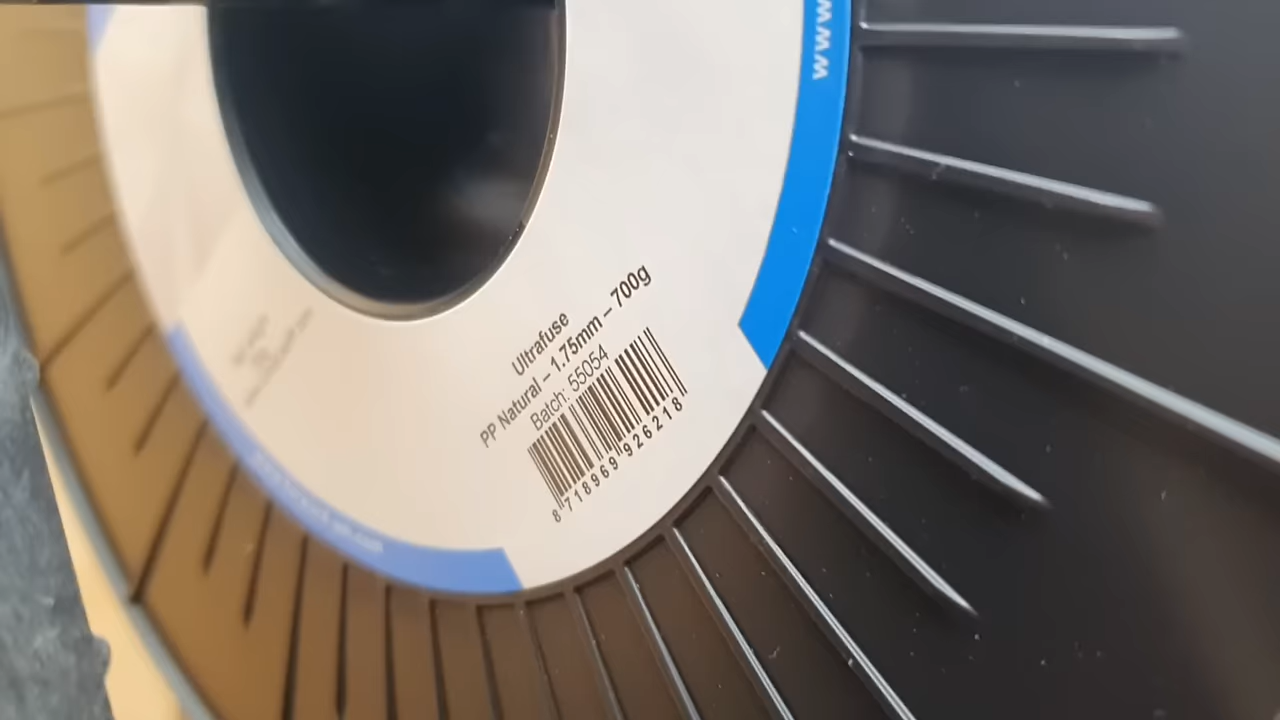 www
Ultrafuse
PP Natural – 1.75mm – 700g
Batch: 55054
8 718969 926218